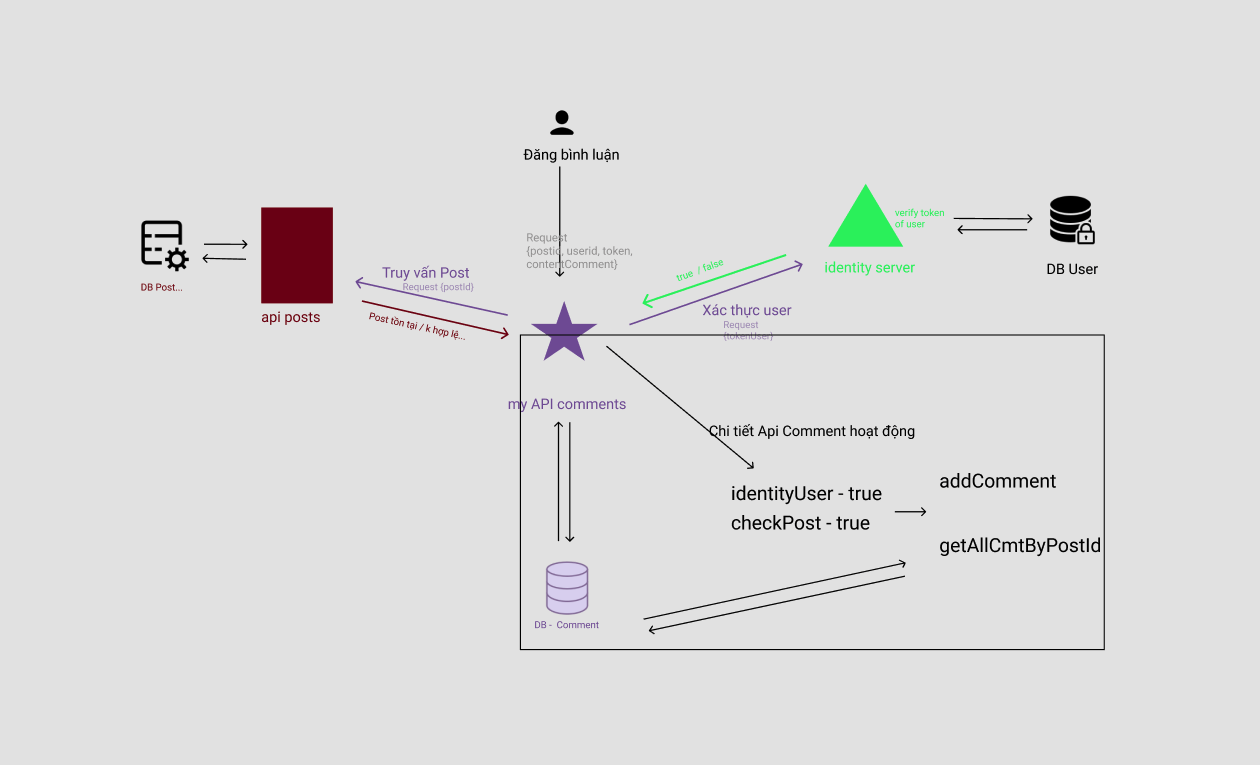 Đăng bình luận
Request
{postid, userid, token,
contentComment}
DB Post...
api posts
Truy vấn Post
Request {postId}
Post tồn tại / k hợp lệ...
true / false
verify token
of user
identity server
DB User
Xác thực user
Request
{tokenUser}
my API comments
Chi tiết Api Comment hoạt động
identityUser - true
checkPost - true
addComment
getAllCmtByPostId
DB - Comment